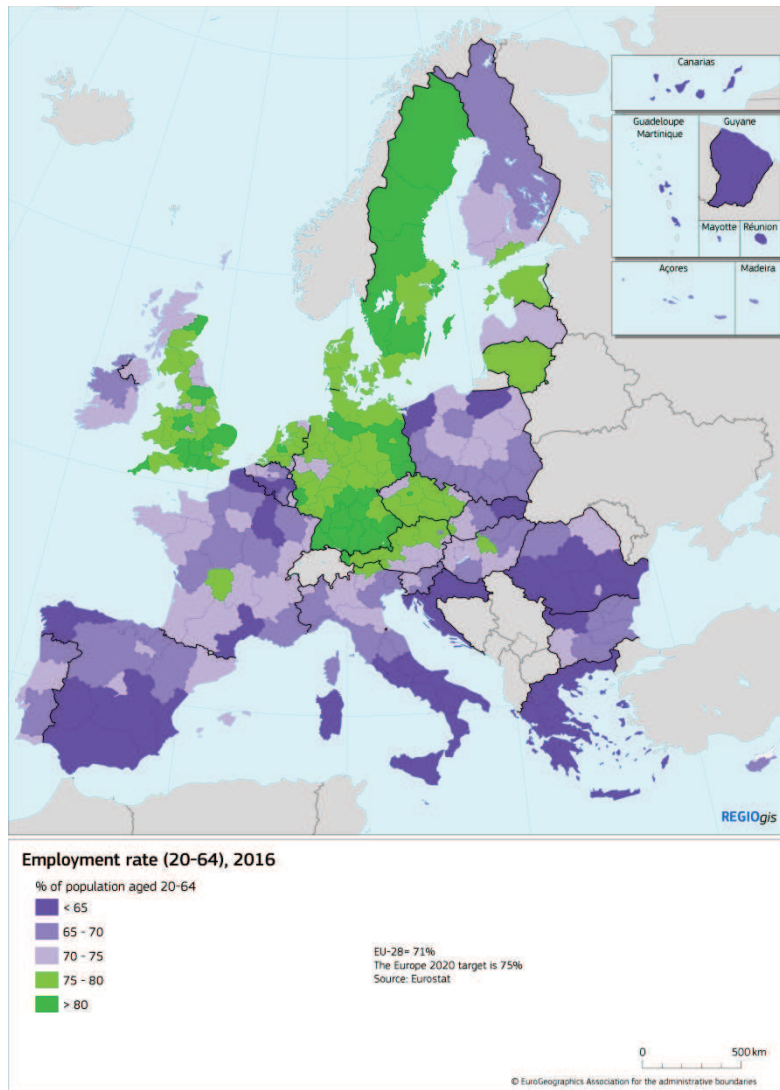 Canarias
Guadeloupe
Martinique
Guyane
Mayotte
Réunion
Açores
Madeira
REGIOgis
Employment rate (20-64), 2016
% of population aged 20-64
< 65
65 - 70
70 - 75
75 - 80
> 80
EU-28= 71%
The Europe 2020 target is 75%
Source: Eurostat
0 500 km
© EuroGeographics Association for the administrative boundaries